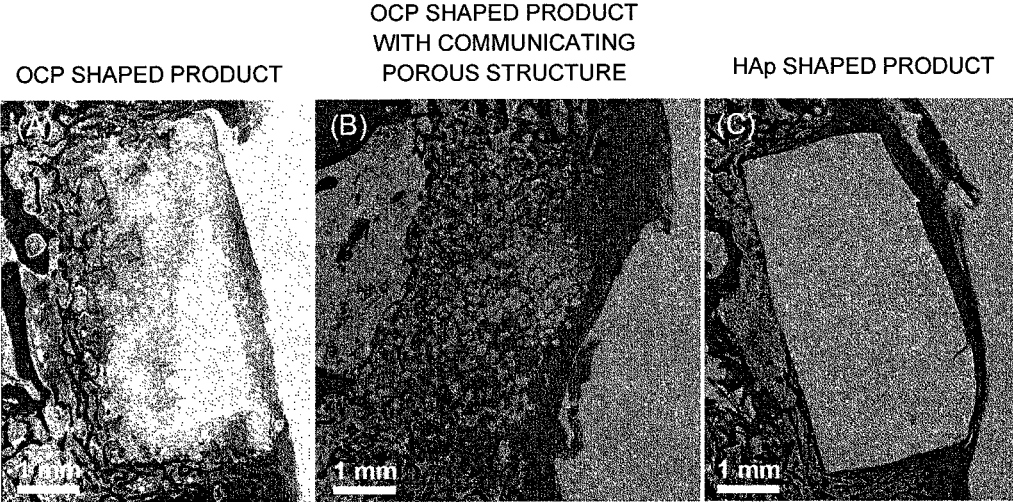 OCP SHAPED PRODUCT
OCP SHAPED PRODUCT
WITH COMMUNICATING
POROUS STRUCTURE
HAp SHAPED PRODUCT
(A)
(B)
(C)
1 mm
1 mm
1 mm